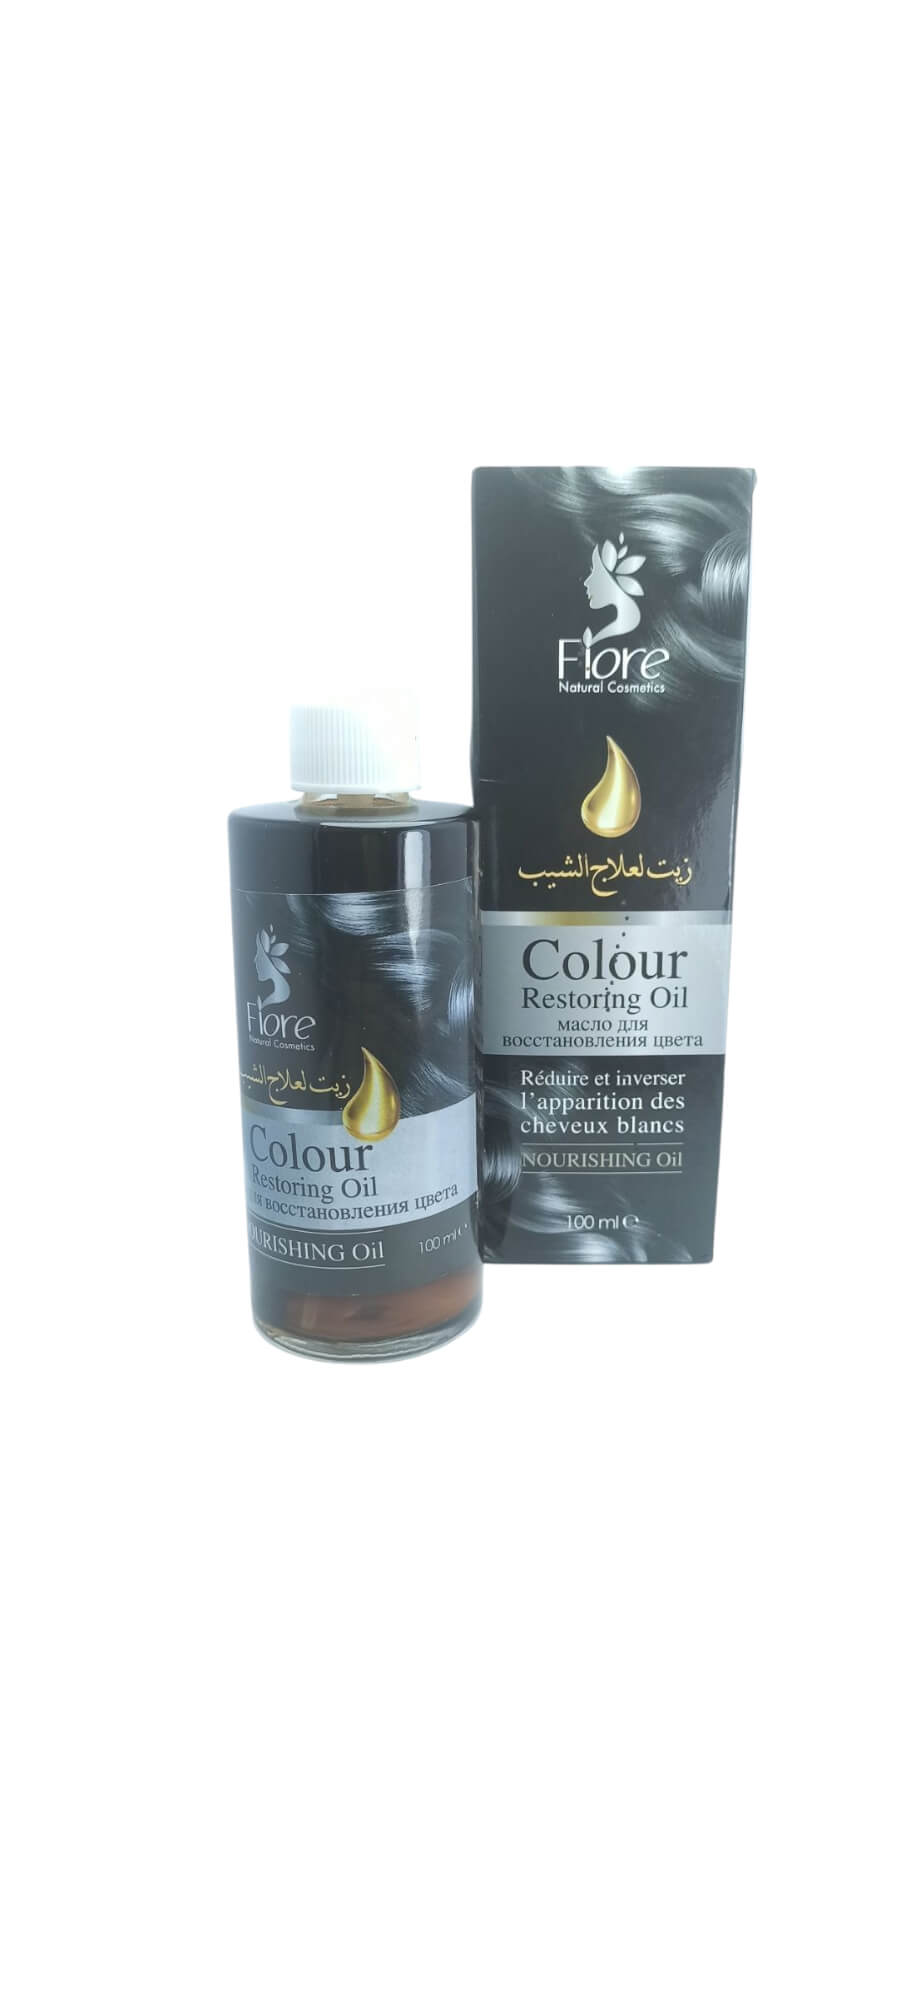 Fiore
Natural Cosmetics
زيت لعلاج الشيب
Colour
Restoring Oil
масло для
восстановления цвета
Réduire et inverser
l'apparition des
cheveux blancs
NOURISHING Oil
100 ml ℮
Fiore
Natural Cosmetics
زيت لعلاج الشيب
Colour
Restoring Oil
восстановления цвета
OURISHING Oil
100 ml ℮